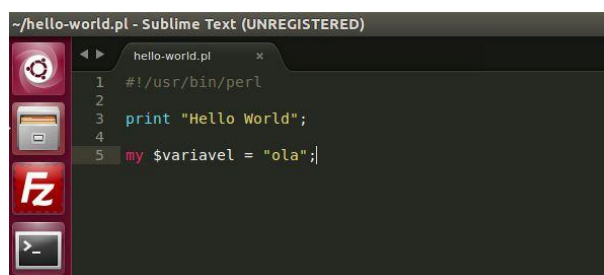 ~/hello-world.pl - Sublime Text (UNREGISTERED)
hello-world.pl ×
1 #!/usr/bin/perl
2
3 print "Hello World";
4
5 my $variavel = "ola";
Fz
>_